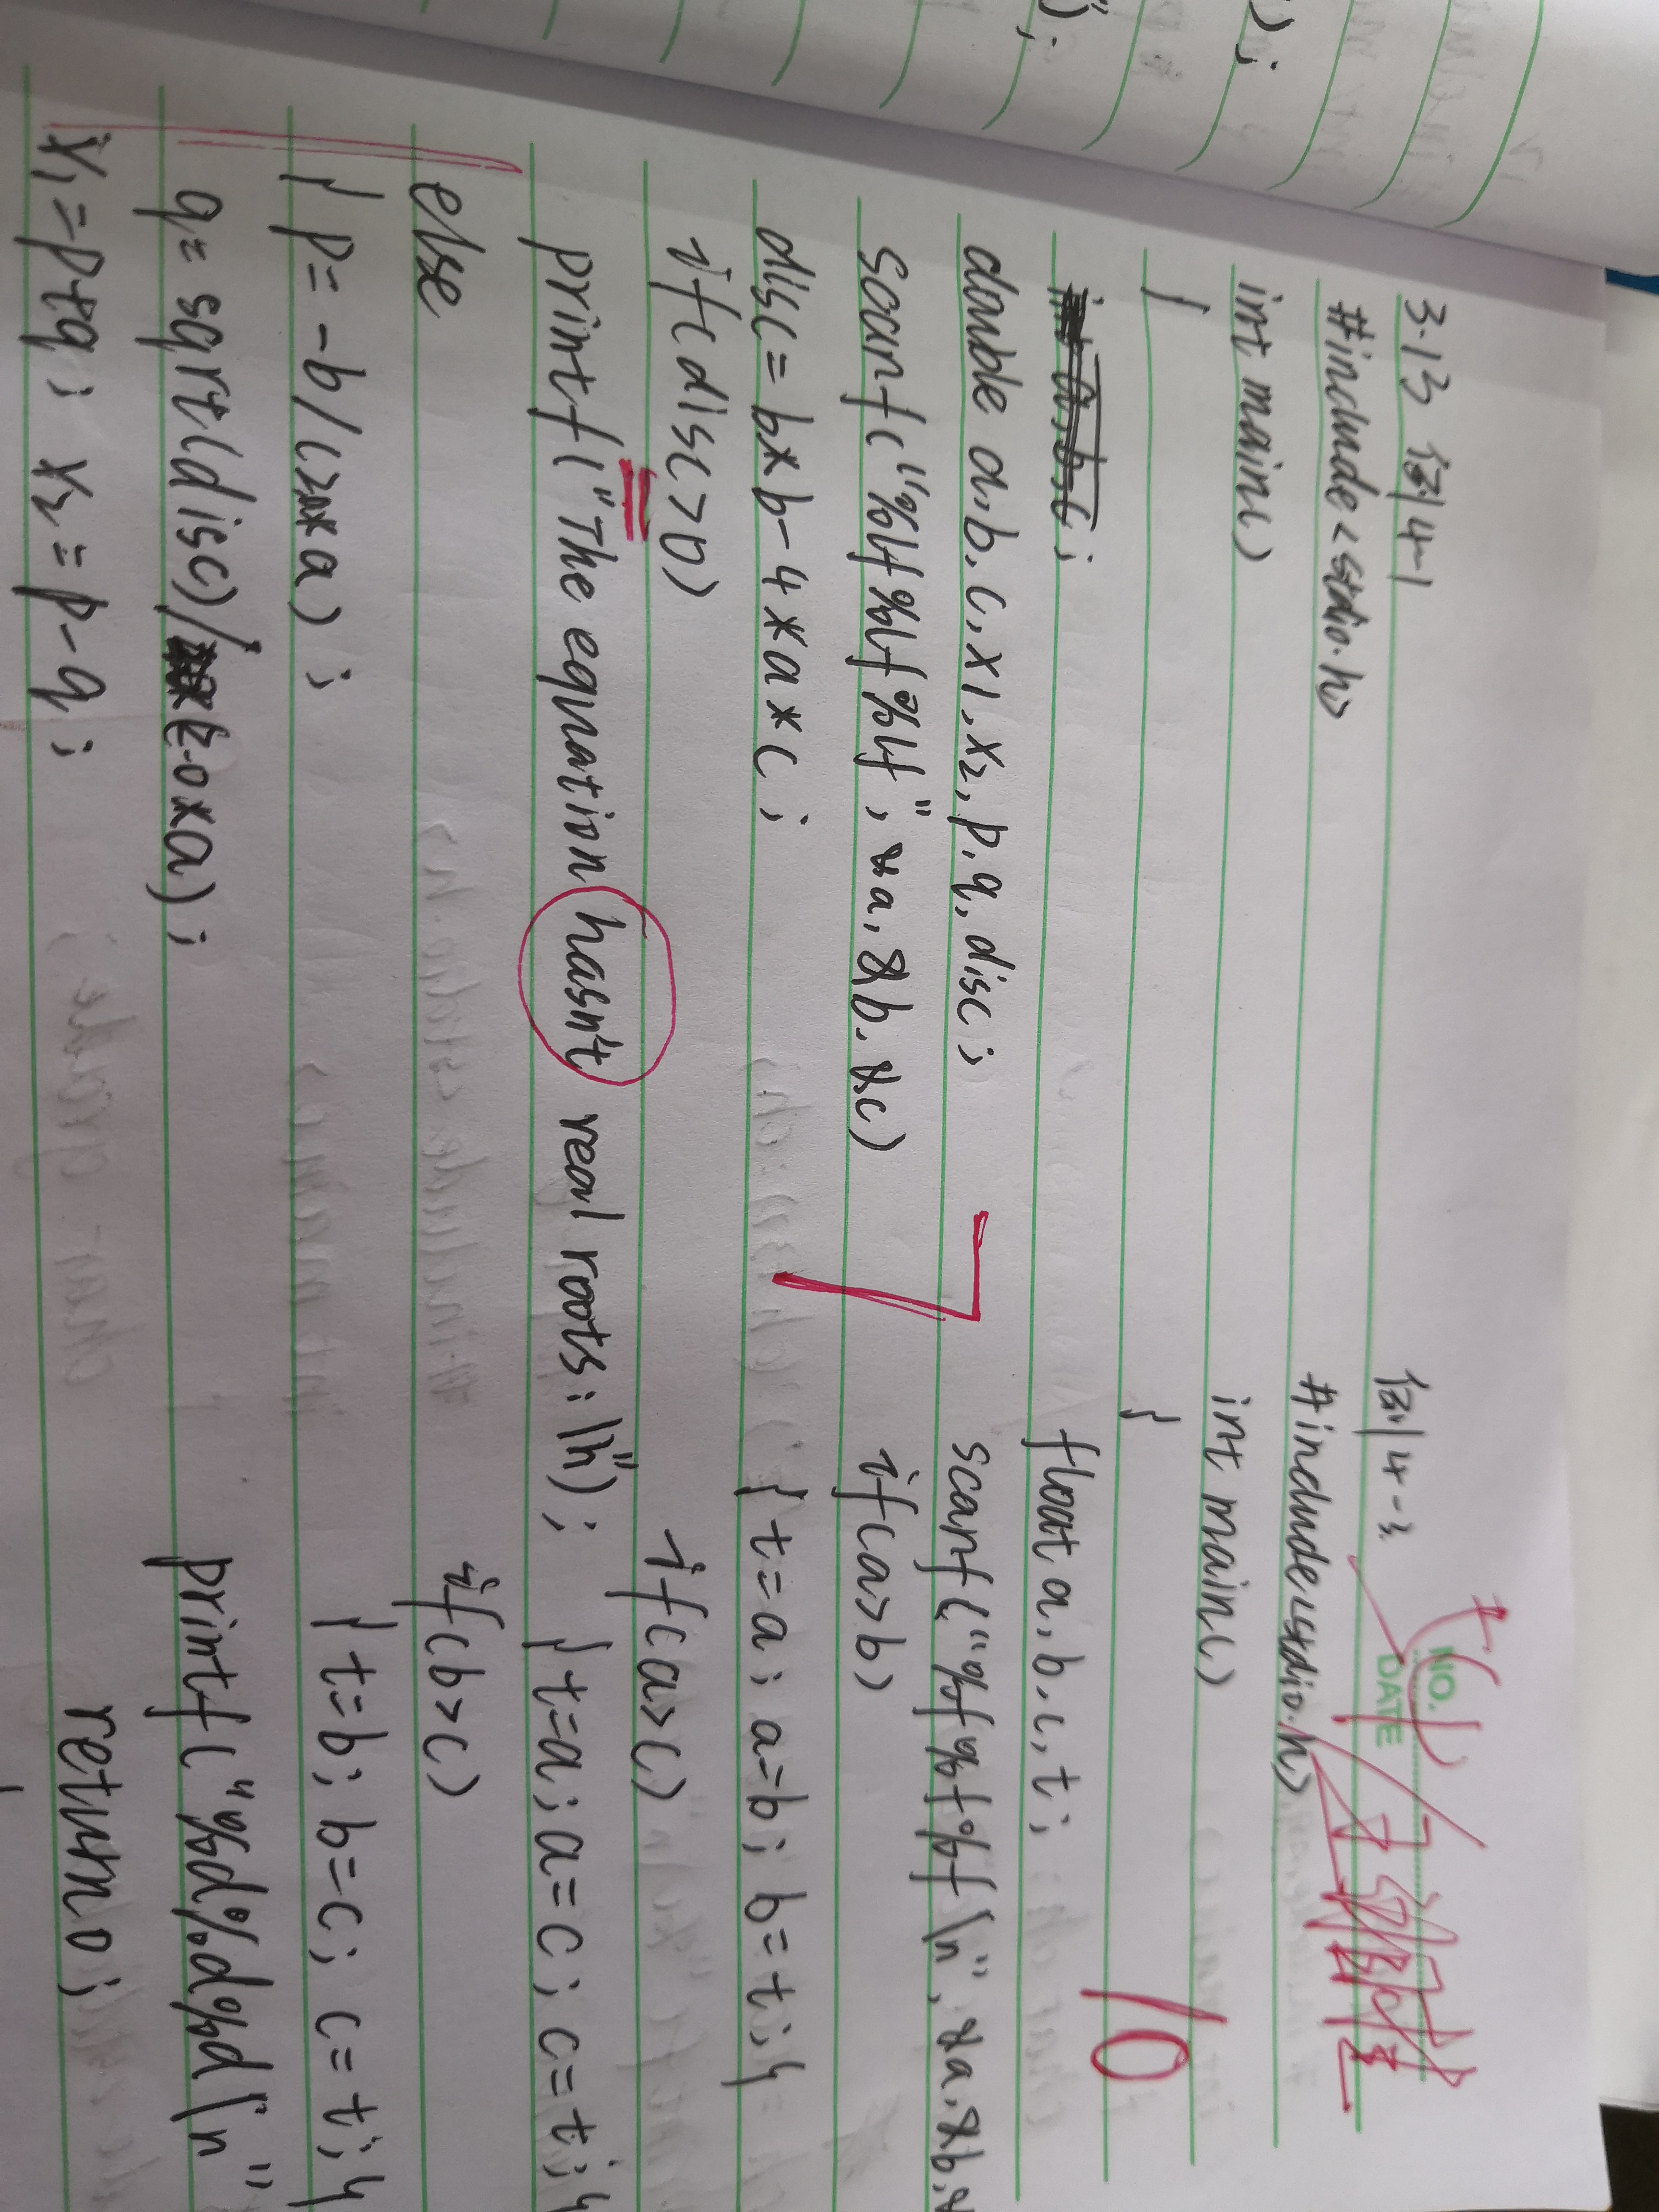 3.13 例4-1
#include<stdio.h>
int main()
{
double a,b,c,x1,x2,p,q,disc;
scanf("%lf%lf%lf",&a,&b,&c)
disc=b*b-4*a*c;
if(disc>0)
printf("The equation hasn't real roots:\n");
else
{p=-b/(2*a);
q=sqrt(disc)/(2.0*a);
x1=p+q; x2=p-q;
例4-3
NO.
DATE
#include<stdio.h>
int main()
{
float a,b,c,t;
scanf("%f%f%f\n",&a,&b,&
if(a>b)
{t=a;a=b;b=t;}
if(a>c)
{t=a;a=c;c=t;}
if(b>c)
{t=b;b=c;c=t;}
printf("%d%d%d\n"
return 0;
10
);
);